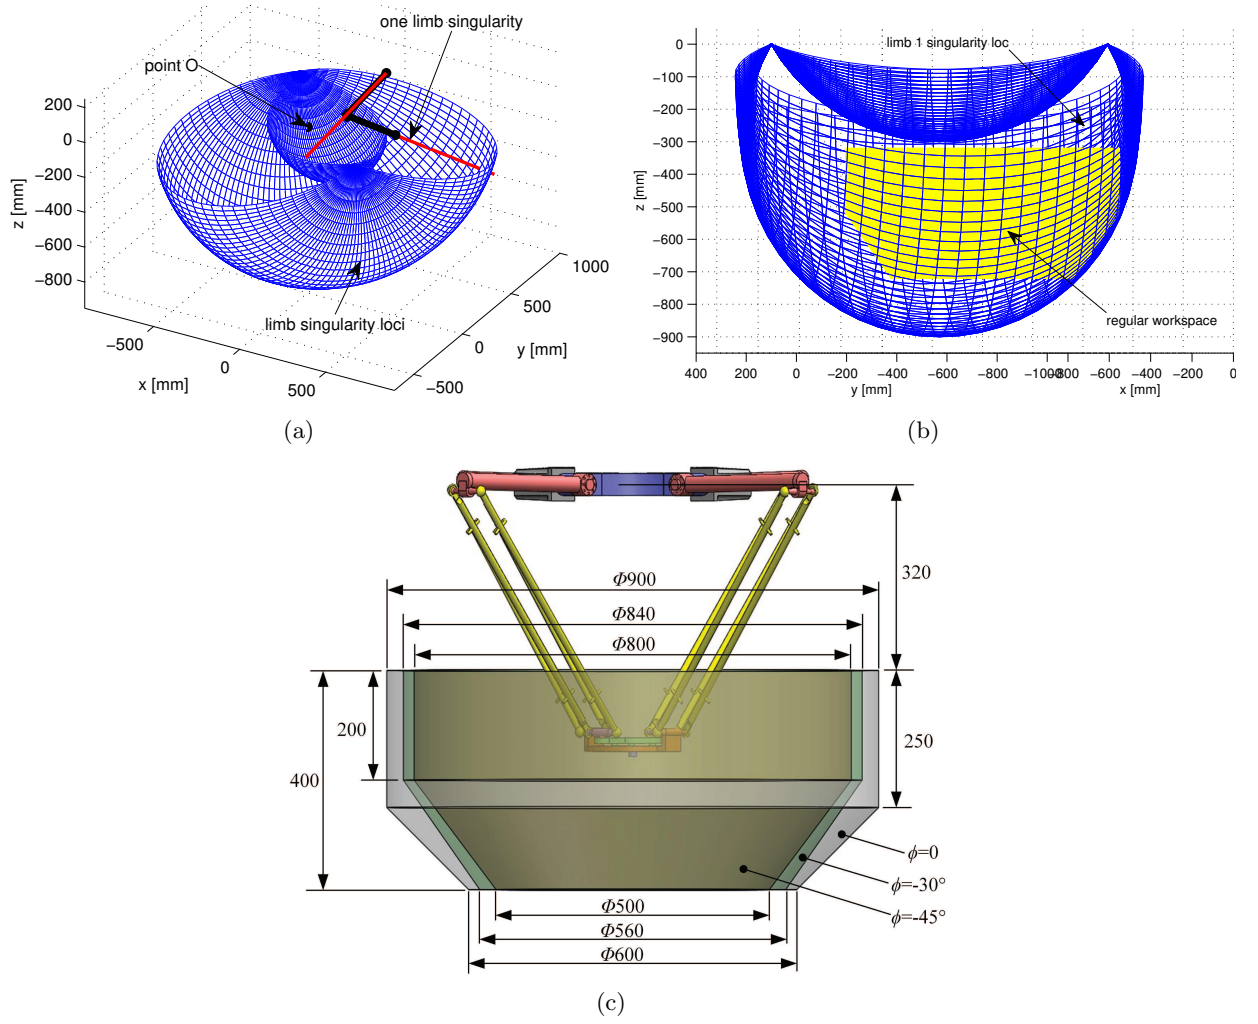 one limb singularity
point O
200
0
−200
−400
−600
−800
z [mm]
limb singularity loci
−500
0
500
x [mm]
−500
0
500
1000
y [mm]
(a)
limb 1 singularity loc
0
−100
−200
−300
−400
−500
−600
−700
−800
−900
z [mm]
regular workspace
400 200 0 −200 −400 −600 −800 −1000 −800 −600 −400 −200 0
y [mm] x [mm]
(b)
320
Φ900
Φ840
Φ800
200
400
250
ϕ=0
ϕ=-30°
ϕ=-45°
Φ500
Φ560
Φ600
(c)